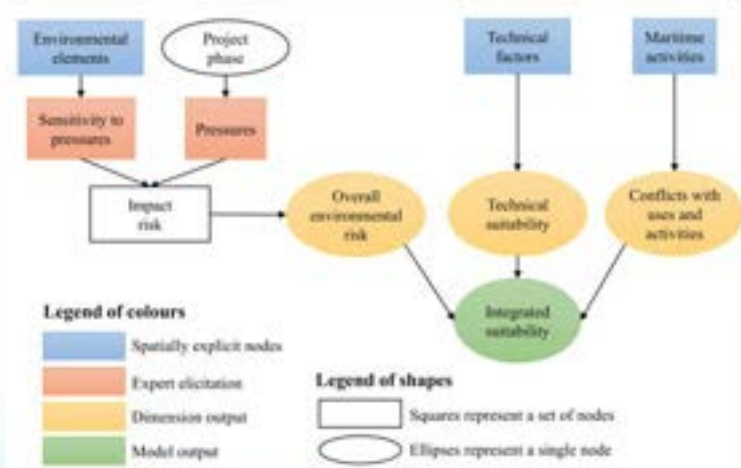 Environmental
elements
Project
phase
Technical
factors
Maritime
activities
Sensitivity to
pressures
Pressures
Impact
risk
Overall
environmental
risk
Technical
suitability
Conflicts with
uses and
activities
Integrated
suitability
Legend of colours
Spatially explicit nodes
Expert elicitation
Dimension output
Model output
Legend of shapes
Squares represent a set of nodes
Ellipses represent a single node